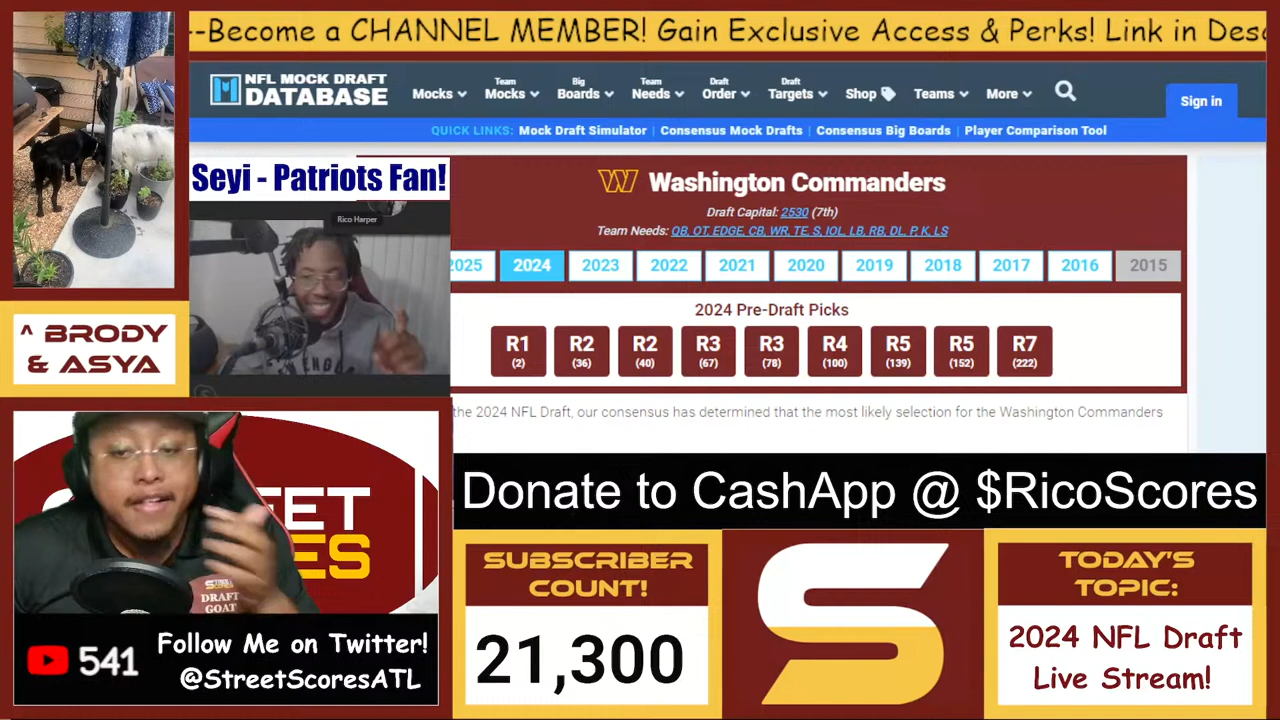 --Become a CHANNEL MEMBER! Gain Exclusive Access & Perks! Link in Desc
NFL MOCK DRAFT
DATABASE
Mocks
Team
Mocks
Big
Boards
Team
Needs
Draft
Order
Draft
Targets
Shop
Teams
More
Sign in
QUICK LINKS: Mock Draft Simulator | Consensus Mock Drafts | Consensus Big Boards | Player Comparison Tool
Seyi - Patriots Fan!
Rico Harper
Washington Commanders
Draft Capital: 2530 (7th)
Team Needs: QB, OT, EDGE, CB, WR, TE, S, IOL, LB, RB, DL, P, K, LS
2025 2024 2023 2022 2021 2020 2019 2018 2017 2016 2015
2024 Pre-Draft Picks
R1 R2 R2 R3 R3 R4 R5 R5 R7
(2) (36) (40) (67) (78) (100) (139) (152) (222)
the 2024 NFL Draft, our consensus has determined that the most likely selection for the Washington Commanders
^ BRODY
& ASYA
Donate to CashApp @ $RicoScores
DRAFT
GOAT
541
Follow Me on Twitter!
@StreetScoresATL
SUBSCRIBER
COUNT!
21,300
S
TODAY'S
TOPIC:
2024 NFL Draft
Live Stream!